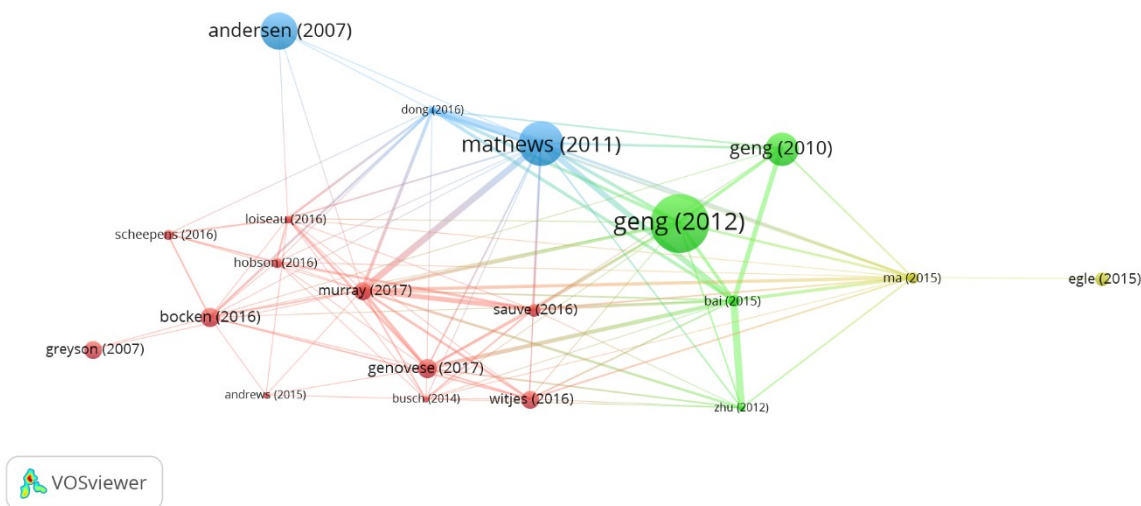 andersen (2007)
dong (2016)
mathews (2011)
geng (2010)
geng (2012)
loiseau (2016)
scheepens (2016)
hobson (2016)
murray (2017)
ma (2015)
egle (2015)
bai (2015)
sauve (2016)
bocken (2016)
greyson (2007)
genovese (2017)
andrews (2015)
busch (2014)
witjes (2016)
zhu (2012)
VOSviewer